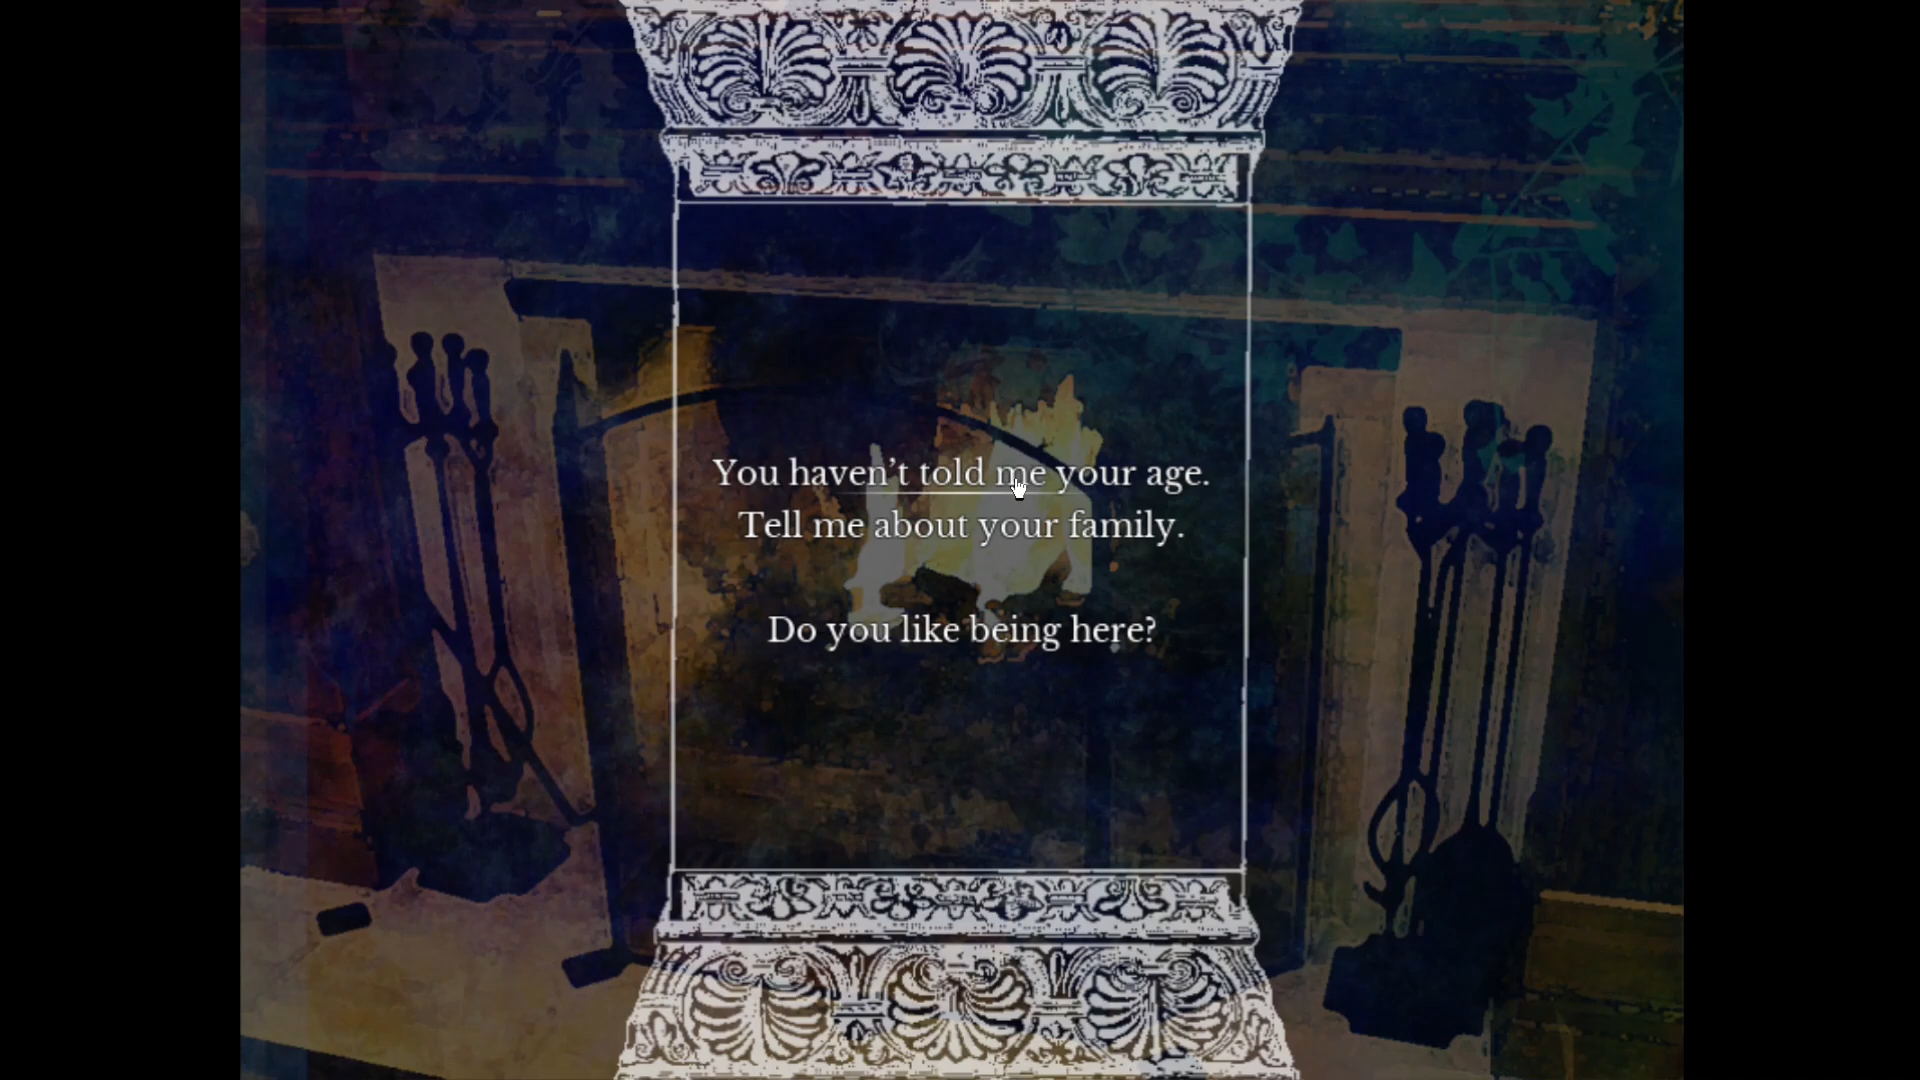 You haven’t told me your age.
Tell me about your family.
Do you like being here?